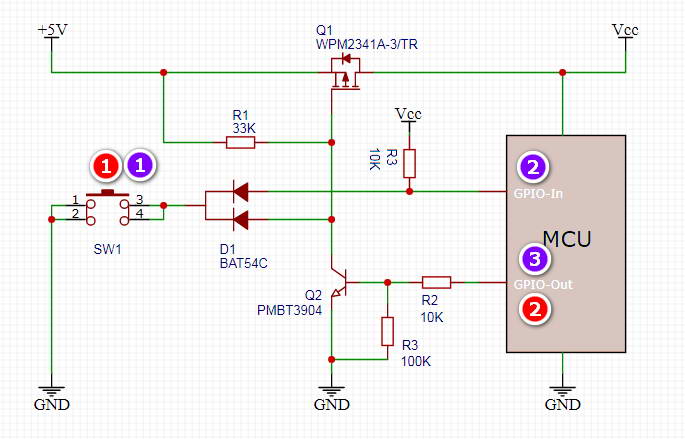 +5V
Q1
WPM2341A-3/TR
Vcc
R1
33K
Vcc
R3
10K
1
1
2
GPIO-In
1
2
3
4
MCU
SW1
D1
BAT54C
3
GPIO-Out
Q2
PMBT3904
R2
10K
2
R3
100K
GND
GND
GND